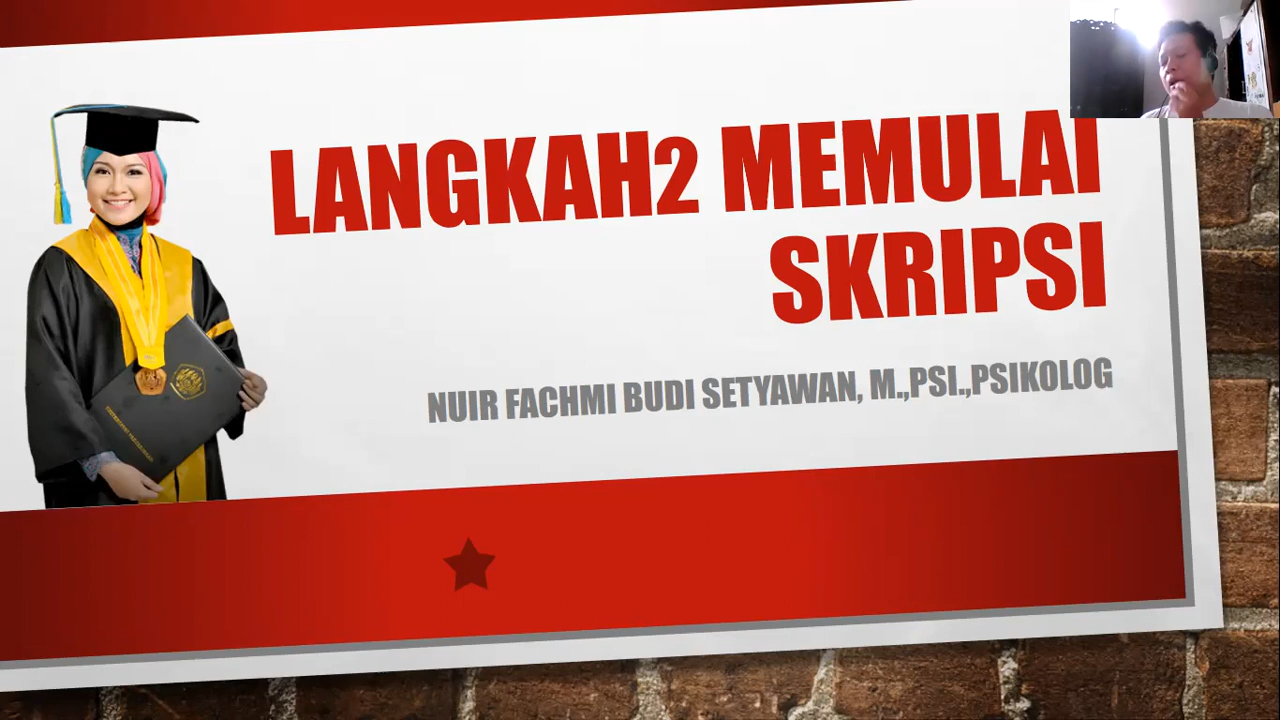 LANGKAH2 MEMULAI
SKRIPSI
NUIR FACHMI BUDI SETYAWAN, M.,PSI.,PSIKOLOG